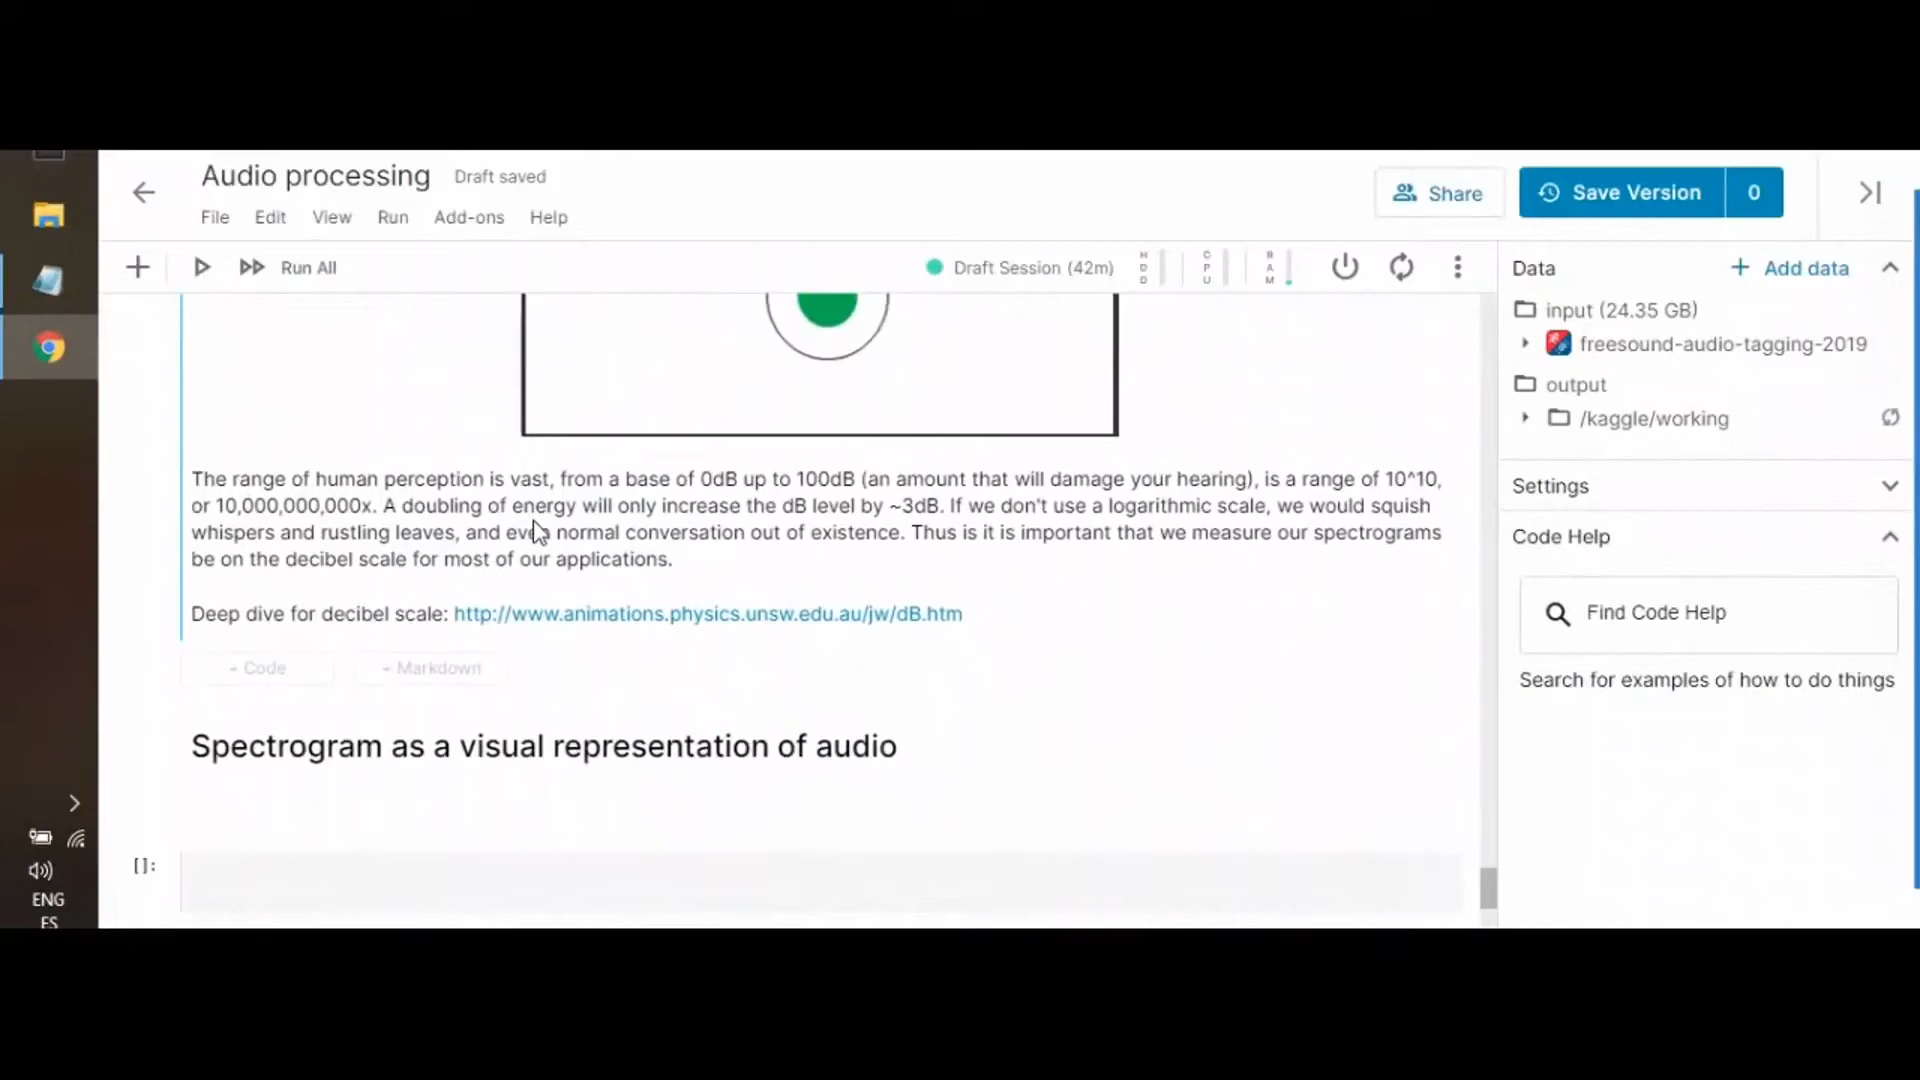 Audio processing Draft saved
File Edit View Run Add-ons Help
Share
Save Version 0
Run All
Draft Session (42m)
HDD
CPU
RAM
The range of human perception is vast, from a base of 0dB up to 100dB (an amount that will damage your hearing), is a range of 10^10,
or 10,000,000,000x. A doubling of energy will only increase the dB level by ~3dB. If we don't use a logarithmic scale, we would squish
whispers and rustling leaves, and even normal conversation out of existence. Thus is it is important that we measure our spectrograms
be on the decibel scale for most of our applications.
Deep dive for decibel scale: http://www.animations.physics.unsw.edu.au/jw/dB.htm
+ Code + Markdown
Spectrogram as a visual representation of audio
[]:
Data + Add data
input (24.35 GB)
freesound-audio-tagging-2019
output
/kaggle/working
Settings
Code Help
Find Code Help
Search for examples of how to do things
ENG
ES